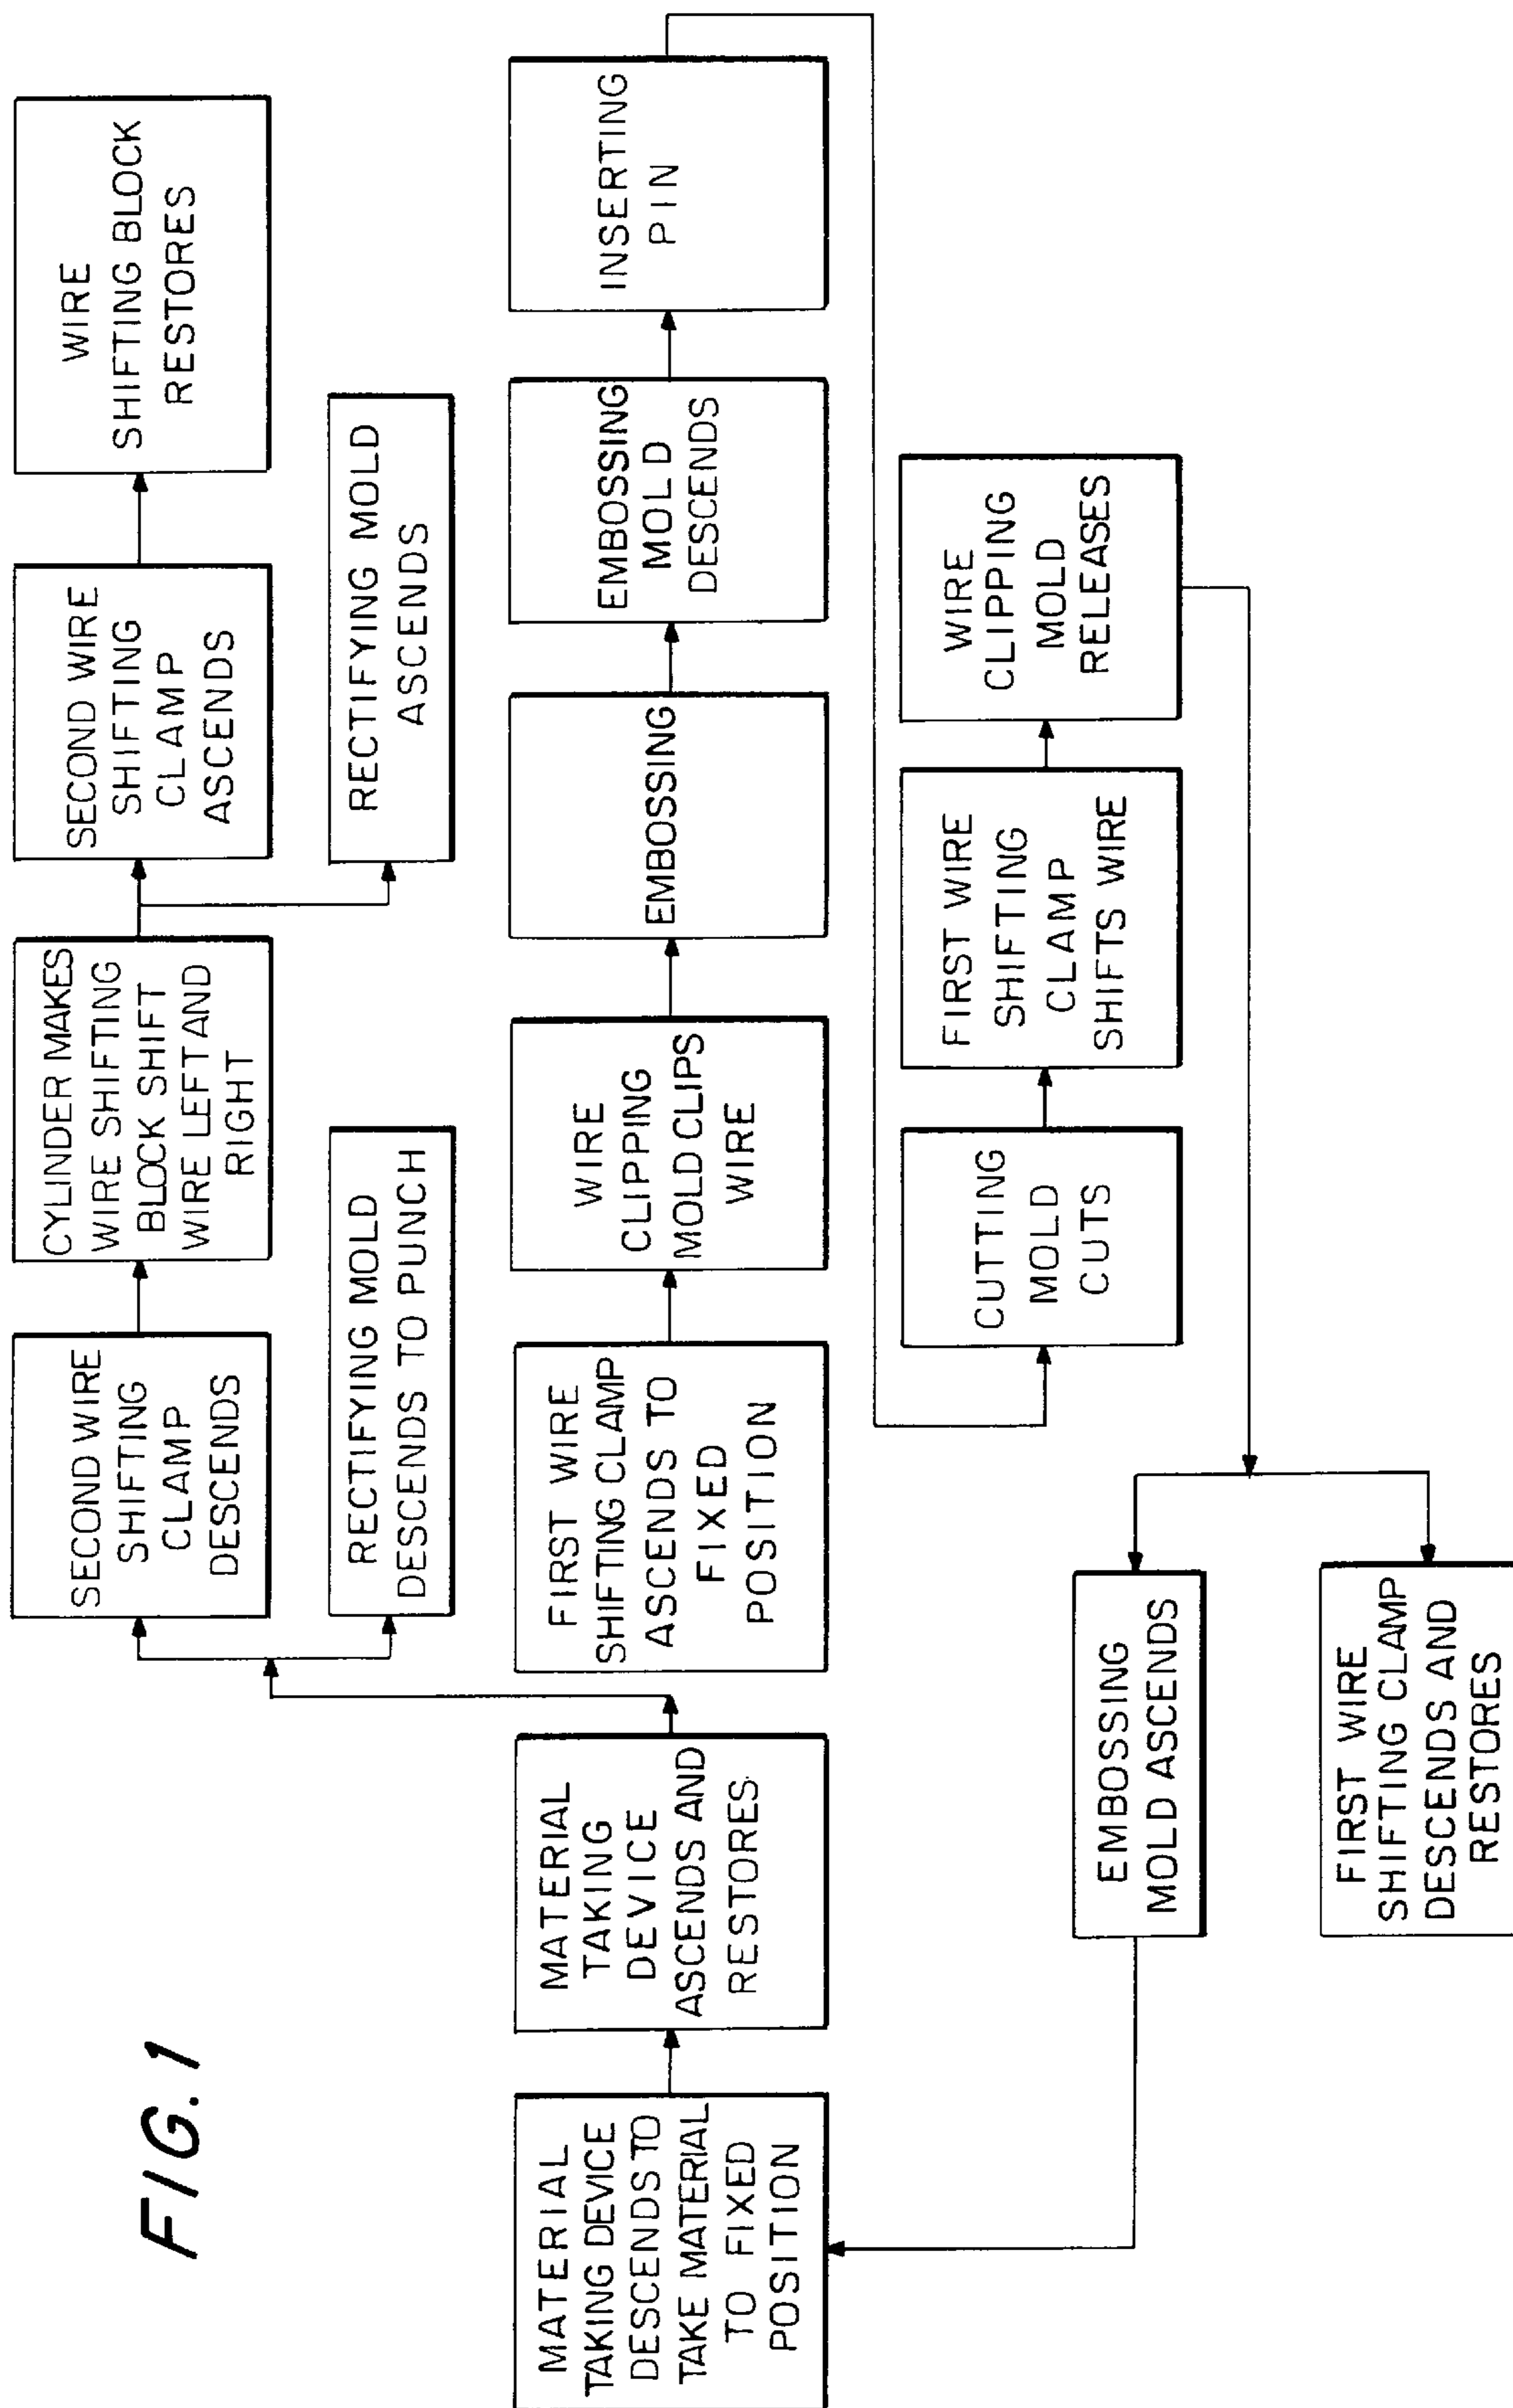 FIG. 1
SECOND WIRE
SHIFTING
CLAMP
DESCENDS
CYLINDER MAKES
WIRE SHIFTING
BLOCK SHIFT
WIRE LEFT AND
RIGHT
SECOND WIRE
SHIFTING
CLAMP
ASCENDS
WIRE
SHIFTING BLOCK
RESTORES
RECTIFYING MOLD
DESCENDS TO PUNCH
RECTIFYING MOLD
ASCENDS
MATERIAL
TAKING DEVICE
DESCENDS TO
TAKE MATERIAL
TO FIXED
POSITION
MATERIAL
TAKING
DEVICE
ASCENDS AND
RESTORES
FIRST WIRE
SHIFTING CLAMP
ASCENDS TO
FIXED
POSITION
WIRE
CLIPPING
MOLD CLIPS
WIRE
EMBOSSING
EMBOSSING
MOLD
DESCENDS
INSERTING
PIN
CUTTING
MOLD
CUTS
FIRST WIRE
SHIFTING
CLAMP
SHIFTS WIRE
WIRE
CLIPPING
MOLD
RELEASES
EMBOSSING
MOLD ASCENDS
FIRST WIRE
SHIFTING CLAMP
DESCENDS AND
RESTORES